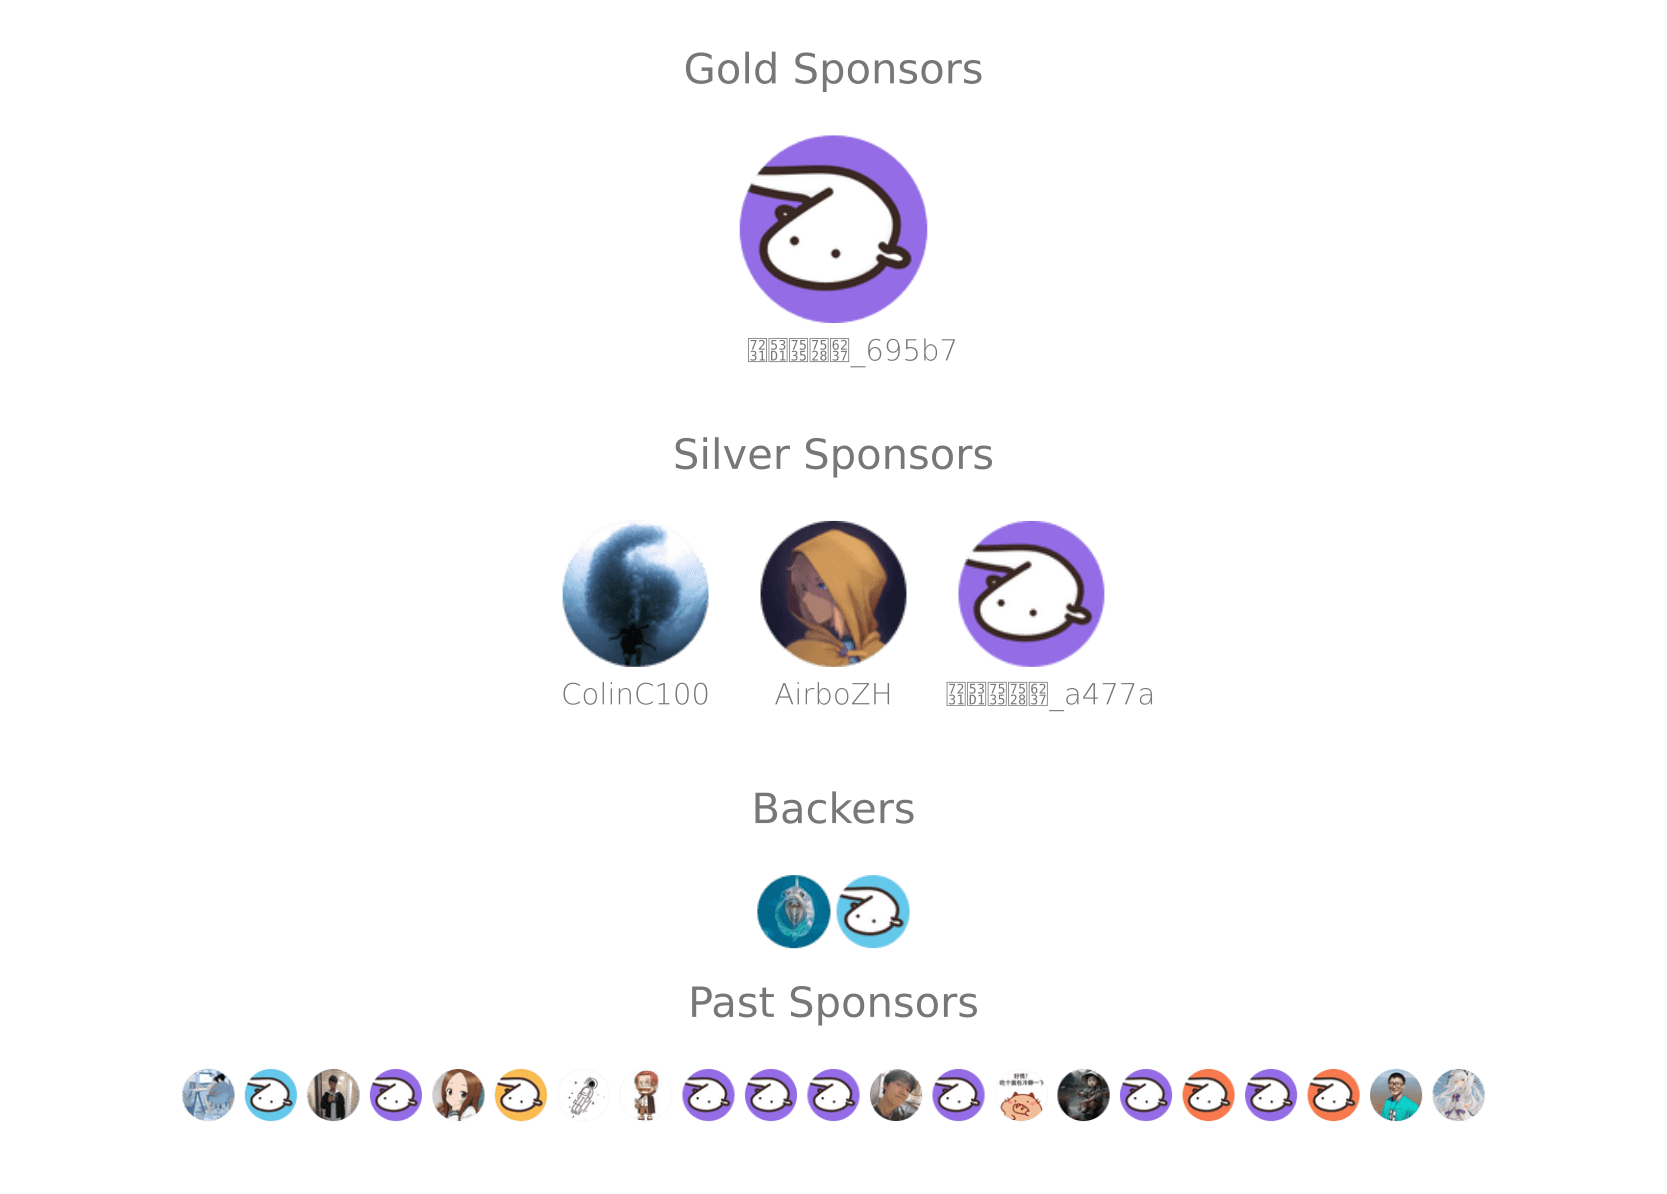 Gold Sponsors
_695b7
Silver Sponsors
ColinC100
AirboZH
_a477a
Backers
Past Sponsors